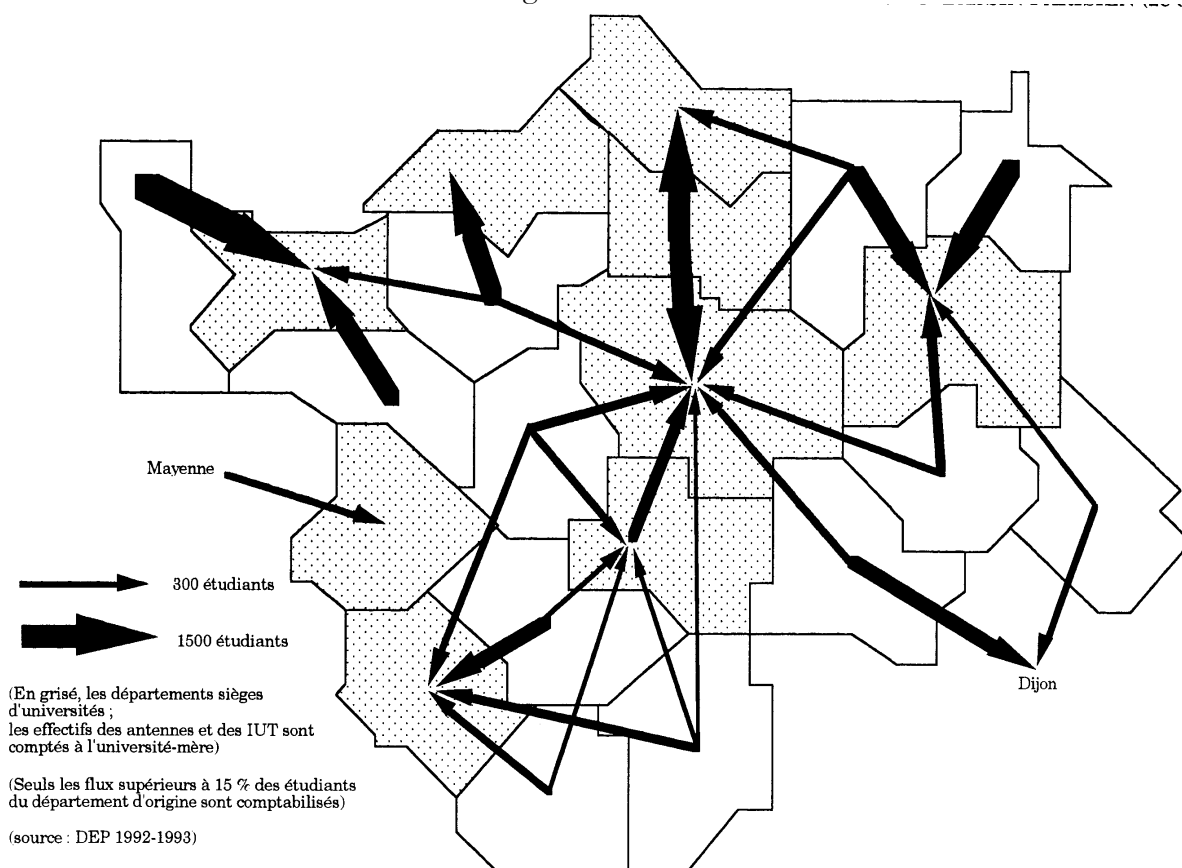 Mayenne
300 étudiants
1500 étudiants
(En grisé, les départements sièges
d'universités ;
les effectifs des antennes et des IUT sont
comptés à l'université-mère)
(Seuls les flux supérieurs à 15 % des étudiants
du département d'origine sont comptabilisés)
(source : DEP 1992-1993)
Dijon